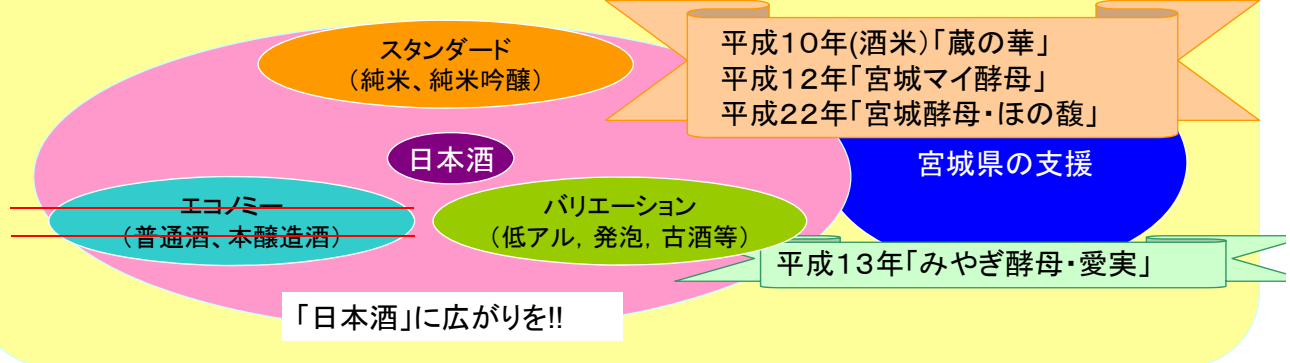 スタンダード
（純米、純米吟醸）
平成１０年(酒米)「蔵の華」
平成１２年「宮城マイ酵母」
平成２２年「宮城酵母・ほの馥」
日本酒
宮城県の支援
エコノミー
（普通酒、本醸造酒）
バリエーション
（低アル，発泡，古酒等）
平成１３年「みやぎ酵母・愛実」
「日本酒」に広がりを!!